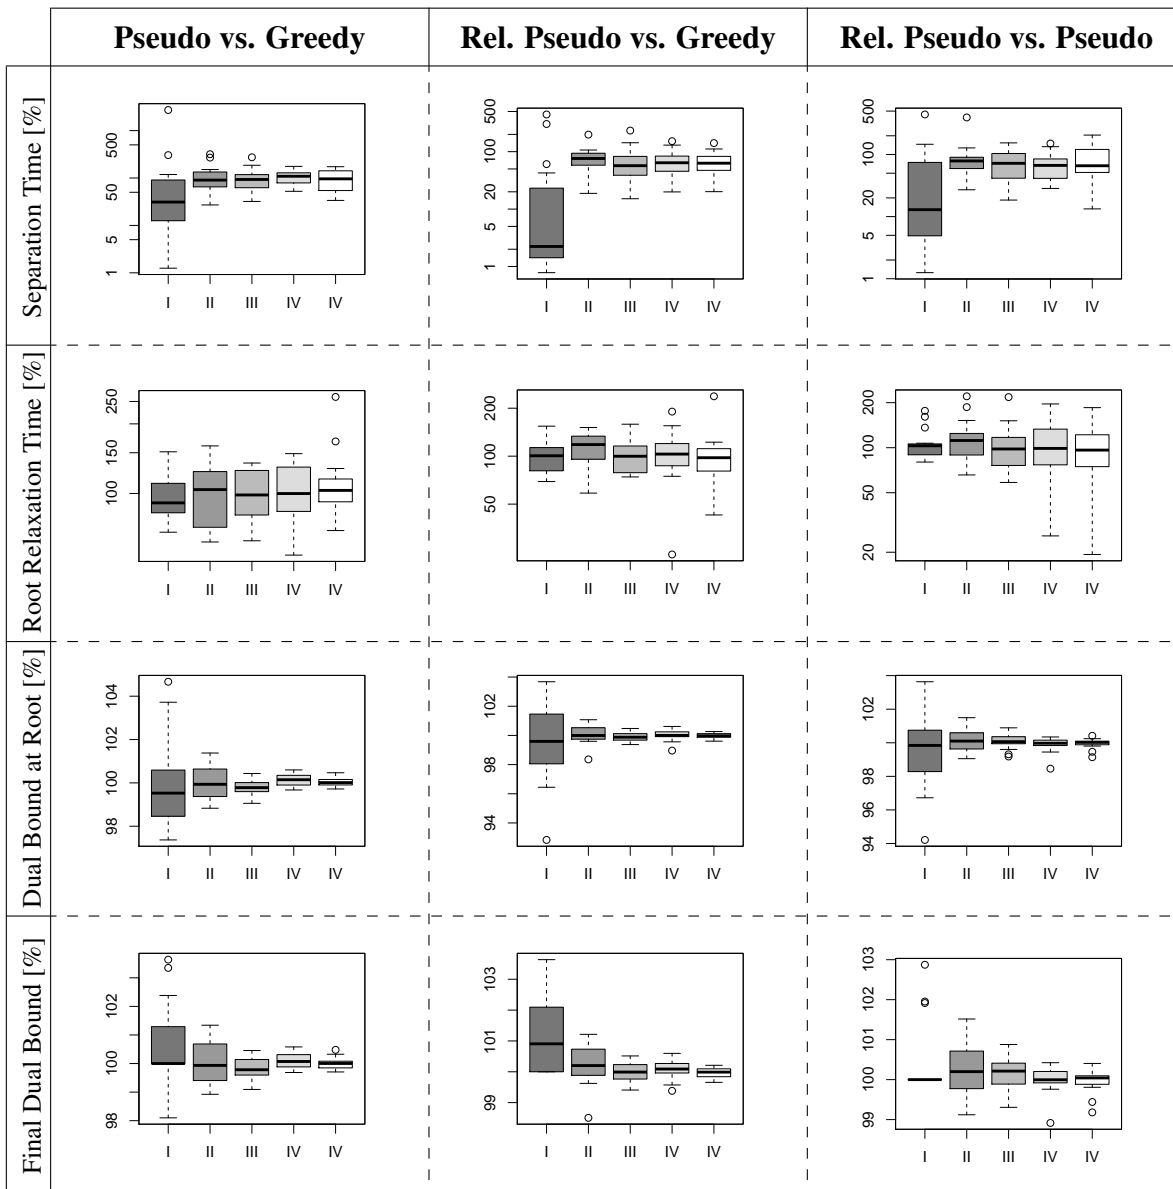 Pseudo vs. Greedy
Rel. Pseudo vs. Greedy
Rel. Pseudo vs. Pseudo
Separation Time [%]
1 5 50 500
I II III IV IV
1 5 20 100 500
I II III IV IV
1 5 20 100 500
I II III IV IV
Root Relaxation Time [%]
100 150 250
I II III IV IV
50 100 200
I II III IV IV
20 50 100 200
I II III IV IV
Dual Bound at Root [%]
98 100 102 104
I II III IV IV
94 98 102
I II III IV IV
94 96 98 100 102
I II III IV IV
Final Dual Bound [%]
98 100 102
I II III IV IV
99 101 103
I II III IV IV
99 100 101 102 103
I II III IV IV